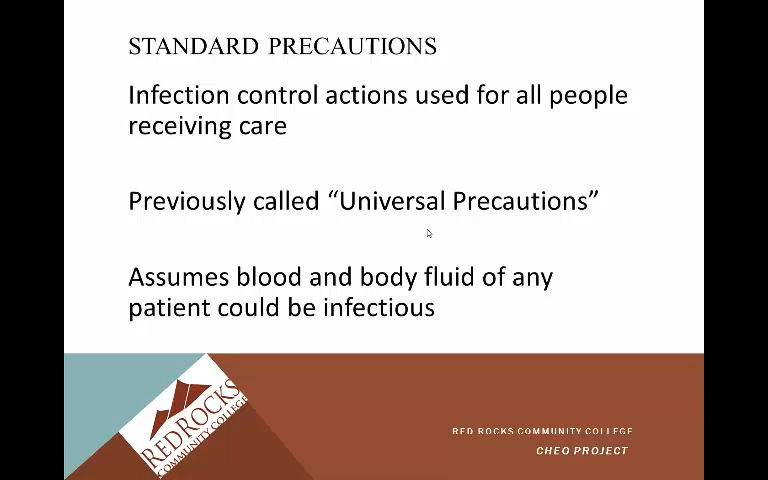 STANDARD PRECAUTIONS
Infection control actions used for all people
receiving care
Previously called “Universal Precautions”
Assumes blood and body fluid of any
patient could be infectious
RED ROCKS
COMMUNITY COLLEGE
RED ROCKS COMMUNITY COLLEGE
CHEO PROJECT